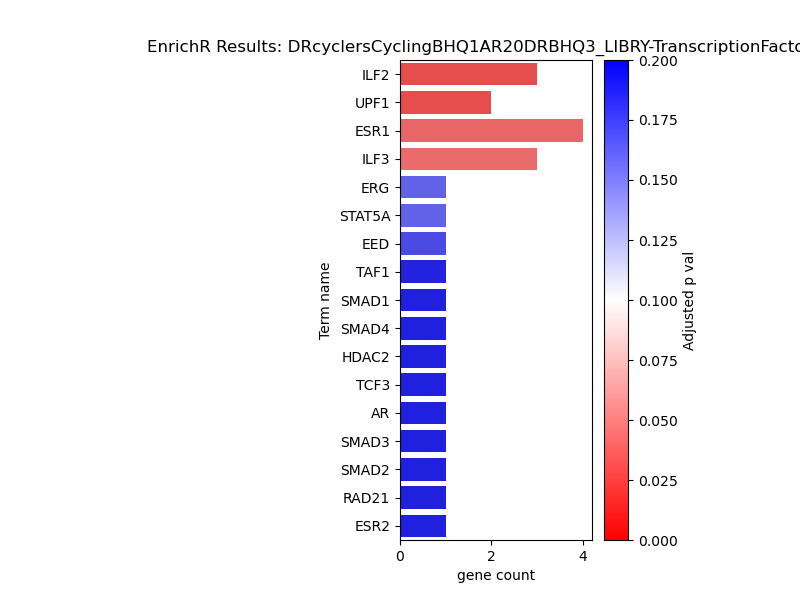 EnrichR Results: DRcyclersCyclingBHQ1AR20DRBHQ3_LIBRY-TranscriptionFacto
ILF2
UPF1
ESR1
ILF3
ERG
STAT5A
EED
TAF1
SMAD1
SMAD4
HDAC2
TCF3
AR
SMAD3
SMAD2
RAD21
ESR2
Term name
0 2 4
gene count
0.200
0.175
0.150
0.125
0.100
0.075
0.050
0.025
0.000
Adjusted p val